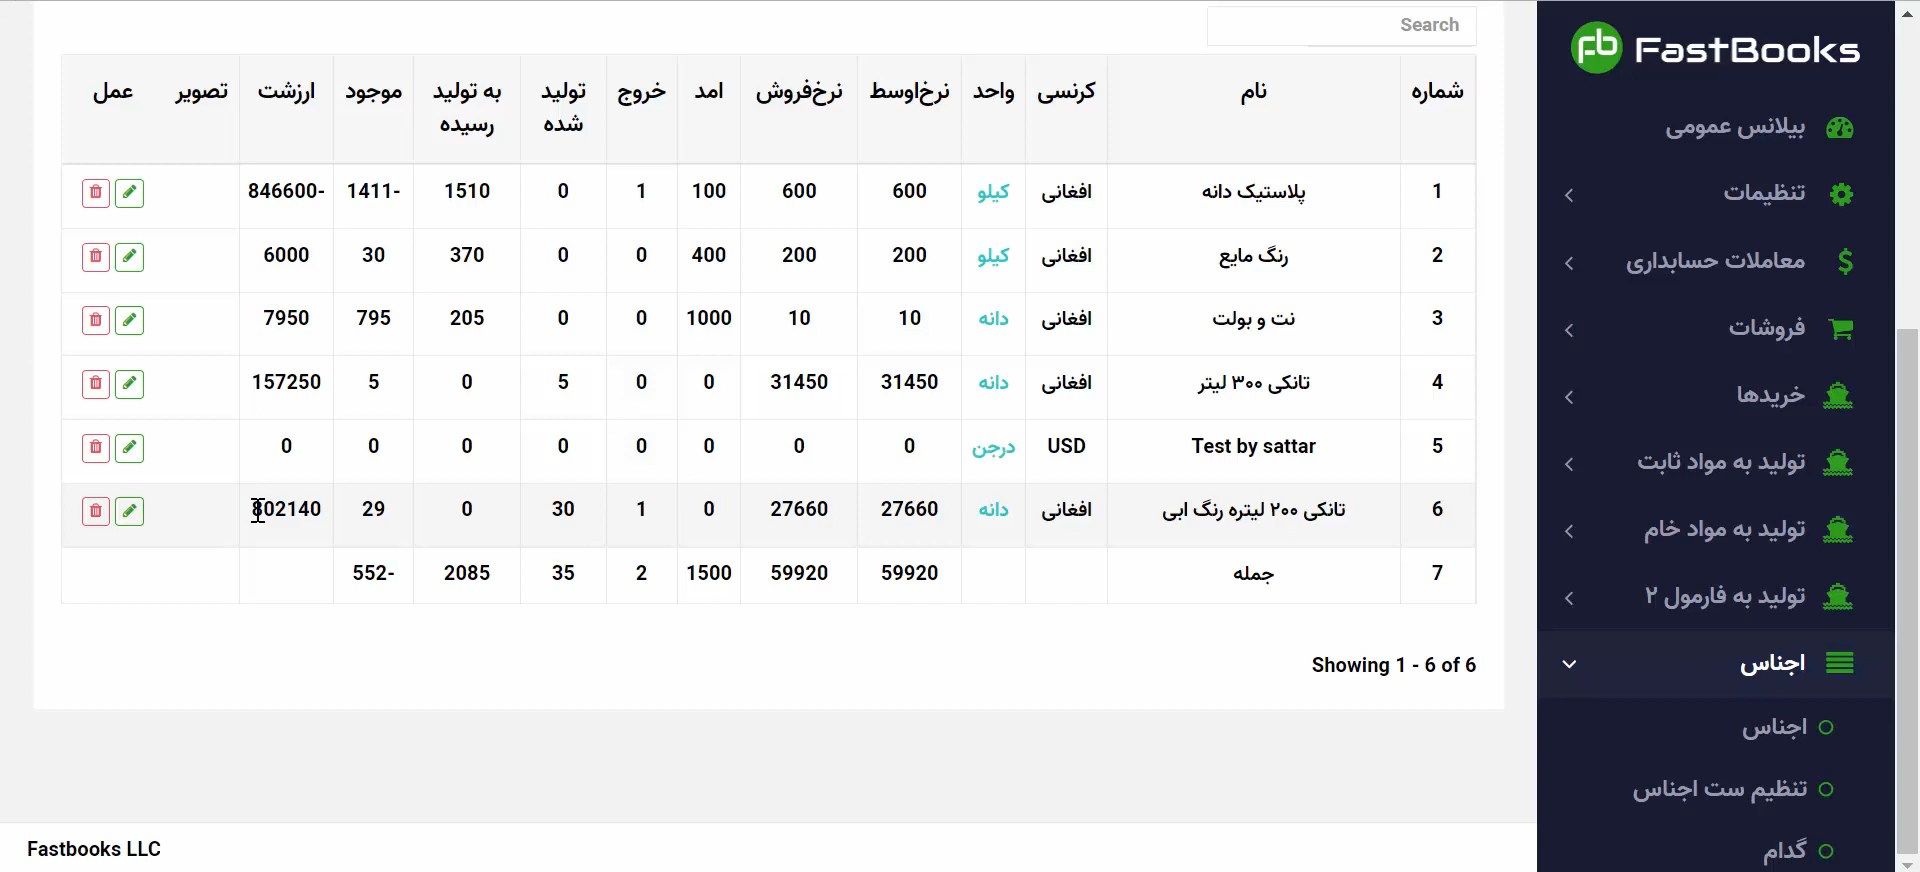 Search
شماره نام کرنسی واحد نرخ‌اوسط نرخ‌فروش امد خروج تولید شده به تولید رسیده موجود ارزشت تصویر عمل
1 پلاستیک دانه افغانی کیلو 600 600 100 1 0 1510 1411- 846600-
2 رنگ مایع افغانی کیلو 200 200 400 0 0 370 30 6000
3 نت و بولت افغانی دانه 10 10 1000 0 0 205 795 7950
4 تانکی ۳۰۰ لیتر افغانی دانه 31450 31450 0 0 5 0 5 157250
5 Test by sattar USD درجن 0 0 0 0 0 0 0 0
6 تانکی ۲۰۰ لیتره رنگ ابی افغانی دانه 27660 27660 0 1 30 0 29 802140
7 جمله 59920 59920 1500 2 35 2085 552-
Showing 1 - 6 of 6
Fastbooks LLC
fb FastBooks
بیلانس عمومی
تنظیمات
معاملات حسابداری
فروشات
خریدها
تولید به مواد ثابت
تولید به مواد خام
تولید به فارمول ۲
اجناس
اجناس
تنظیم ست اجناس
گدام